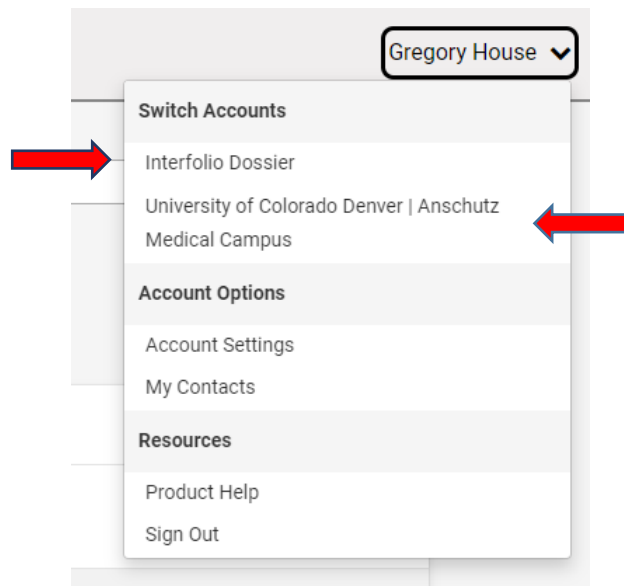 Gregory House
Switch Accounts
Interfolio Dossier
University of Colorado Denver | Anschutz
Medical Campus
Account Options
Account Settings
My Contacts
Resources
Product Help
Sign Out